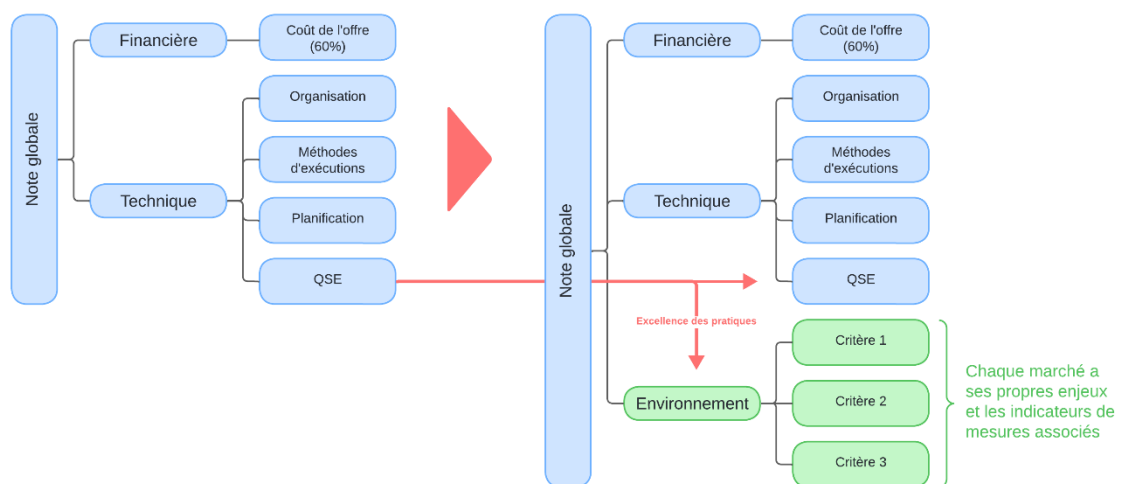 Note globale
Financière
Coût de l'offre
(60%)
Technique
Organisation
Méthodes
d'exécutions
Planification
QSE
Note globale
Financière
Coût de l'offre
(60%)
Technique
Organisation
Méthodes
d'exécutions
Planification
QSE
Excellence des pratiques
Environnement
Critère 1
Critère 2
Critère 3
Chaque marché a
ses propres enjeux
et les indicateurs de
mesures associés